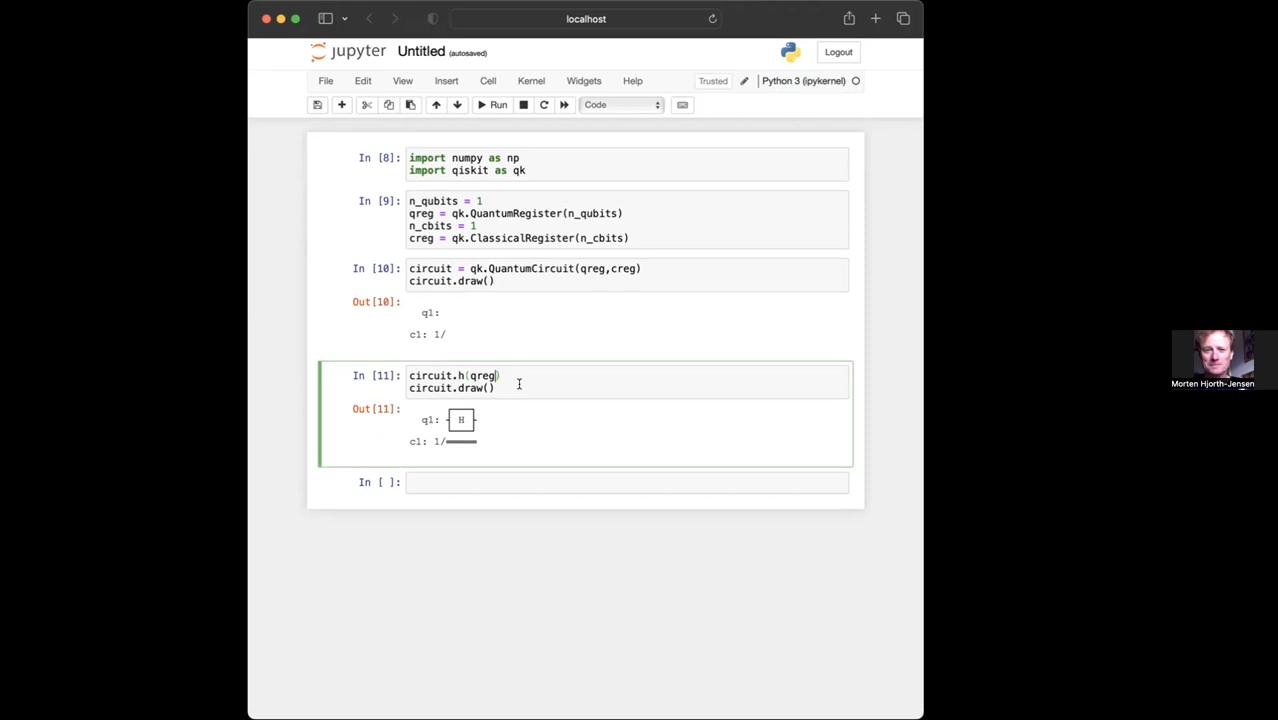 localhost
jupyter Untitled (autosaved)
Logout
File Edit View Insert Cell Kernel Widgets Help
Trusted Python 3 (ipykernel)
Run Code
In [8]: import numpy as np
import qiskit as qk
In [9]: n_qubits = 1
qreg = qk.QuantumRegister(n_qubits)
n_cbits = 1
creg = qk.ClassicalRegister(n_cbits)
In [10]: circuit = qk.QuantumCircuit(qreg,creg)
circuit.draw()
Out[10]:
q1:
c1: 1/
In [11]: circuit.h(qreg)
circuit.draw()
Out[11]:
q1: H
c1: 1/
In [ ]:
Morten Hjorth-Jensen